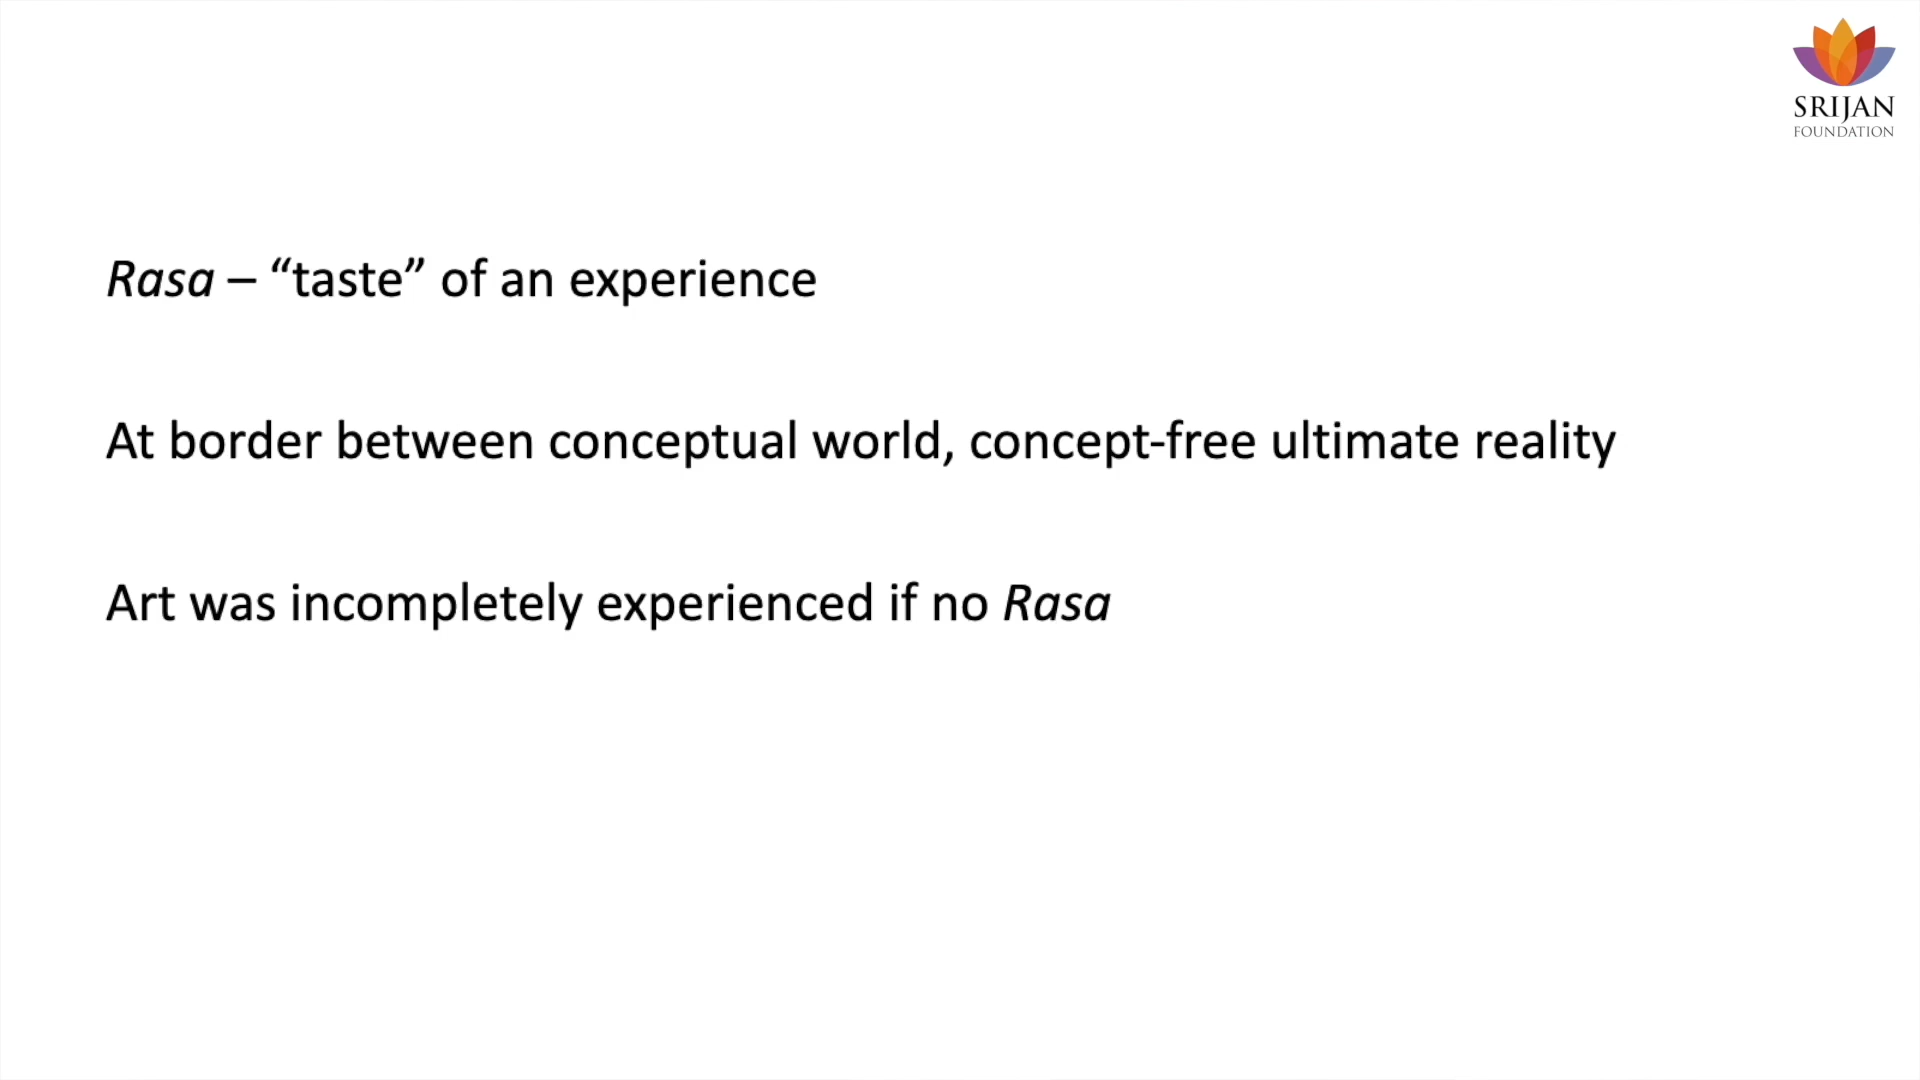 SRIJAN
FOUNDATION
Rasa – “taste” of an experience
At border between conceptual world, concept-free ultimate reality
Art was incompletely experienced if no Rasa